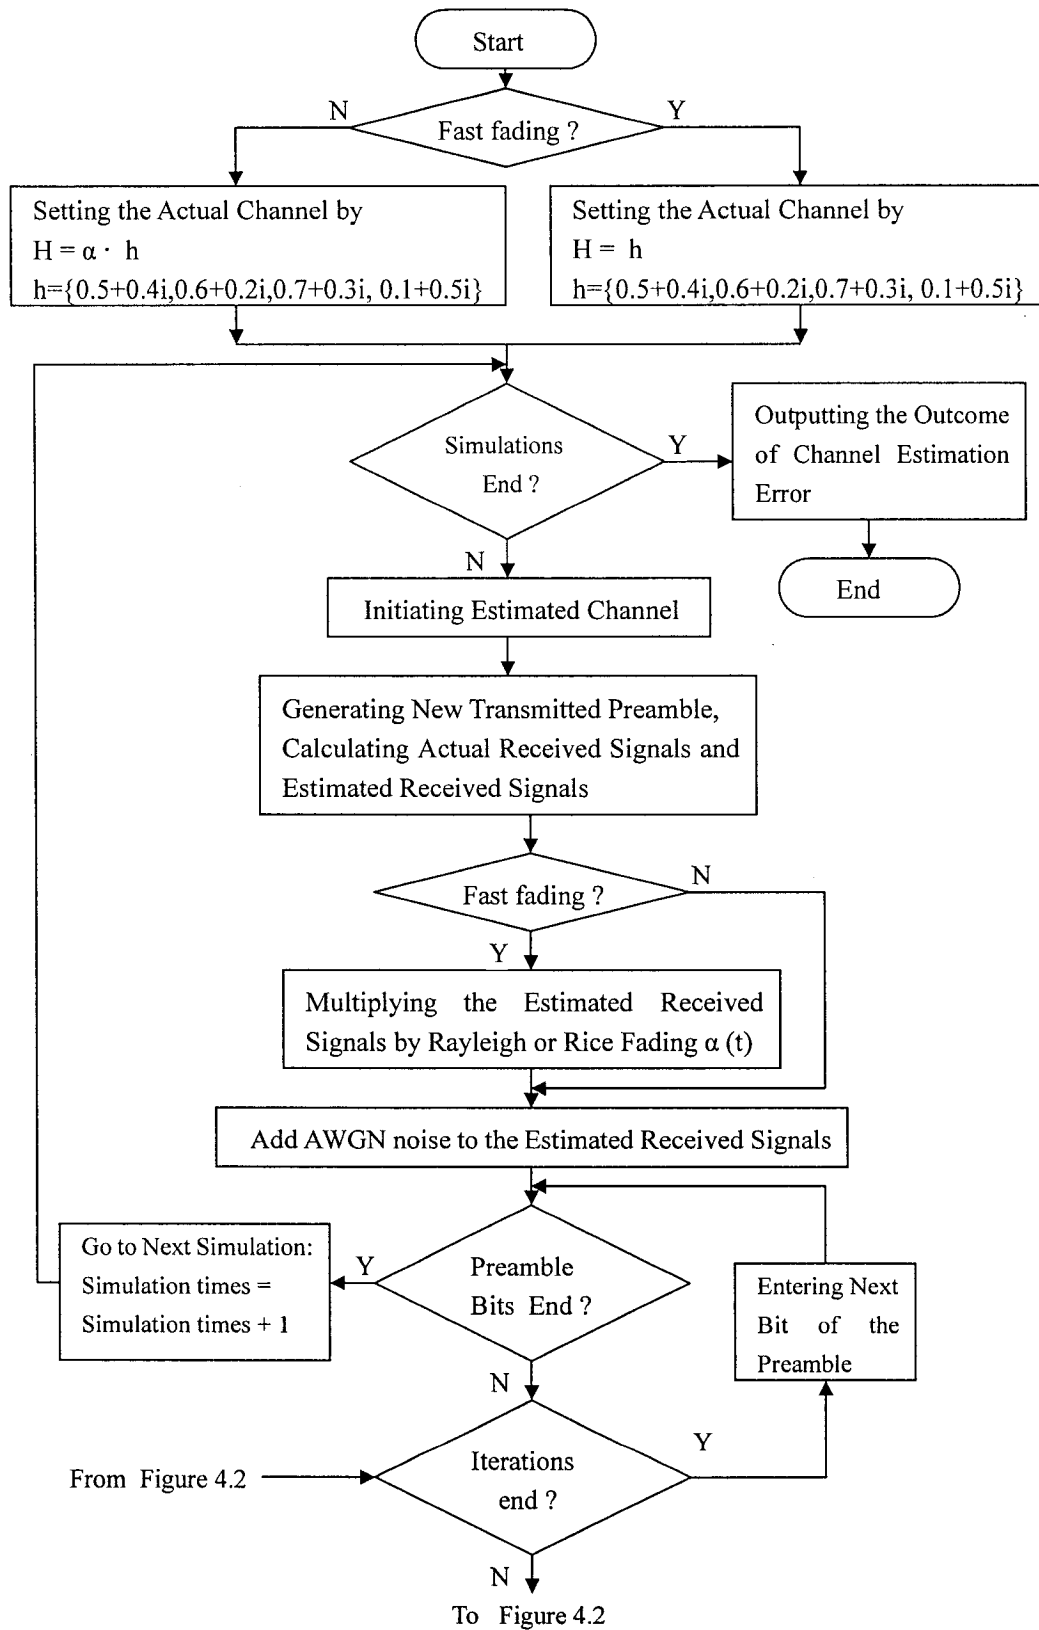 Start
N
Fast fading ?
Y
Setting the Actual Channel by
H = α · h
h={0.5+0.4i,0.6+0.2i,0.7+0.3i, 0.1+0.5i}
Setting the Actual Channel by
H = h
h={0.5+0.4i,0.6+0.2i,0.7+0.3i, 0.1+0.5i}
Simulations
End ?
Y
Outputting the Outcome
of Channel Estimation
Error
End
N
Initiating Estimated Channel
Generating New Transmitted Preamble,
Calculating Actual Received Signals and
Estimated Received Signals
Fast fading ?
N
Y
Multiplying the Estimated Received
Signals by Rayleigh or Rice Fading α (t)
Add AWGN noise to the Estimated Received Signals
Go to Next Simulation:
Simulation times =
Simulation times + 1
Y
Preamble
Bits End ?
Entering Next
Bit of the
Preamble
N
From Figure 4.2
Iterations
end ?
Y
N
To Figure 4.2